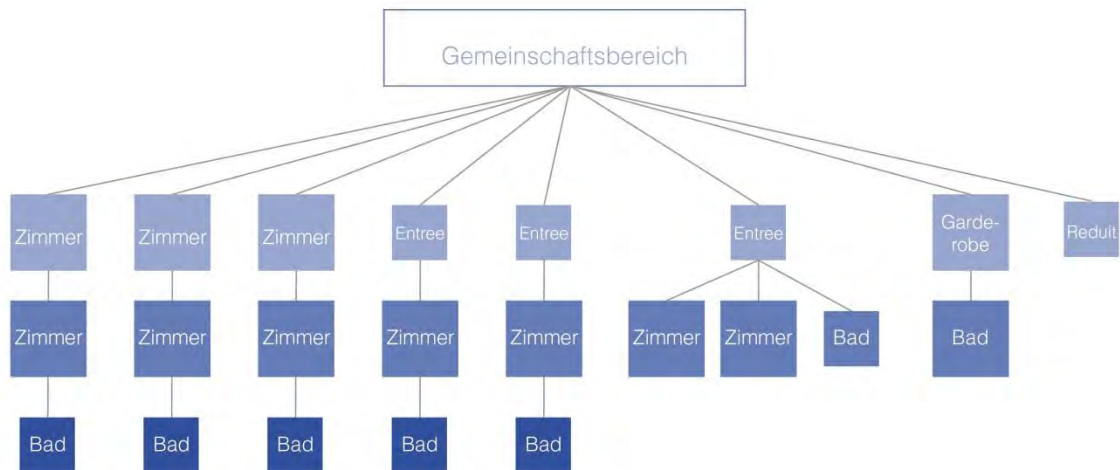 Gemeinschaftsbereich
Zimmer Zimmer Zimmer Entree Entree Entree Garde-
robe Reduit
Zimmer Zimmer Zimmer Zimmer Zimmer Zimmer Zimmer Bad Bad
Bad Bad Bad Bad Bad